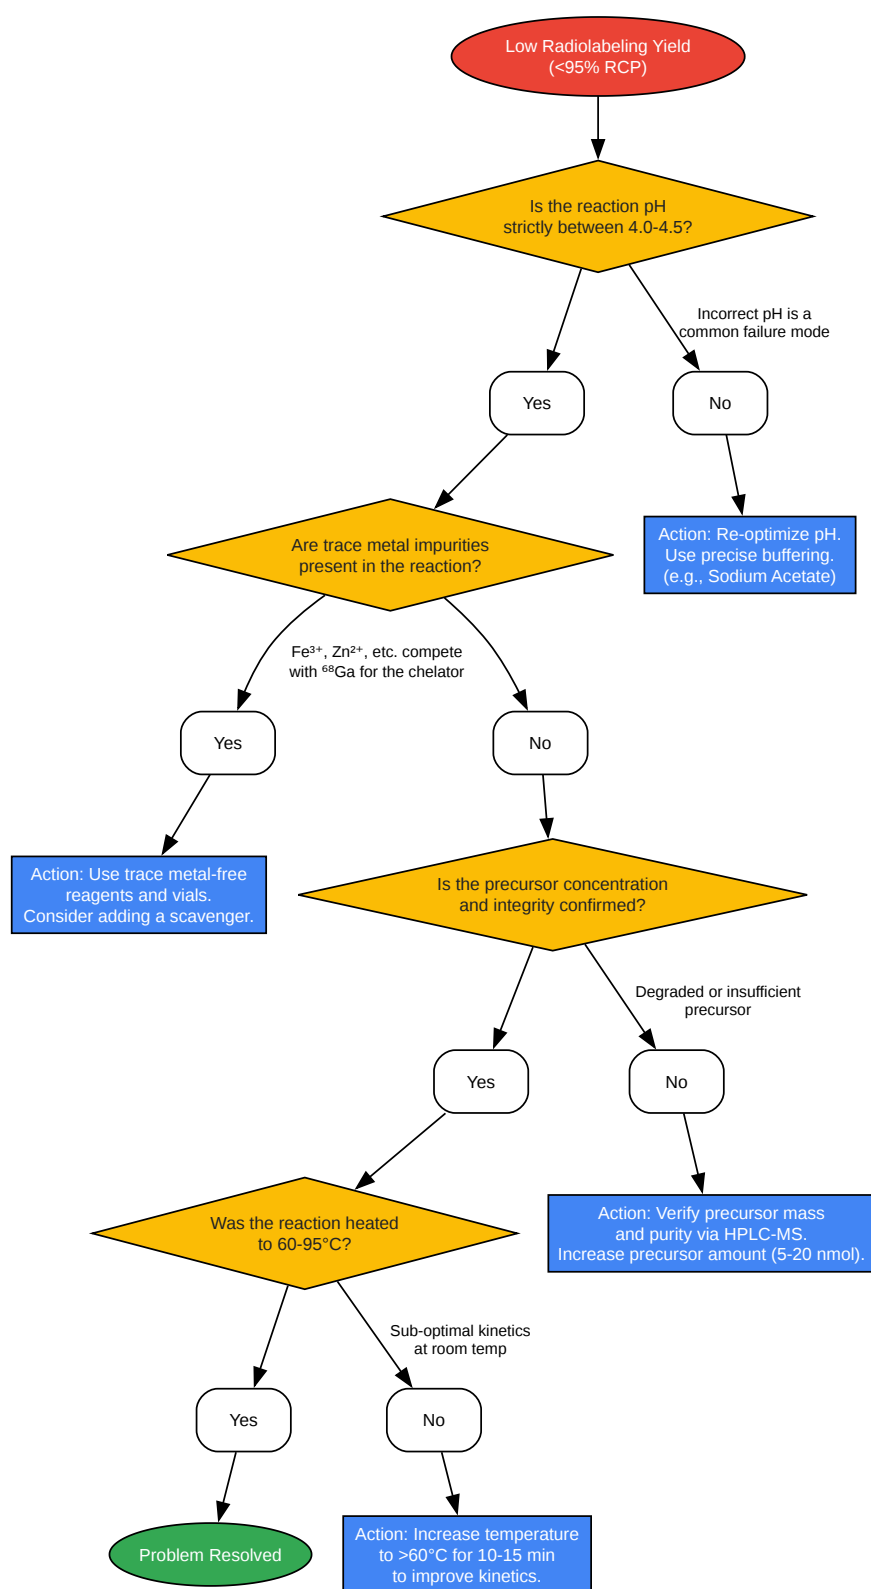 Low Radiolabeling Yield
(<95% RCP)
Is the reaction pH
strictly between 4.0-4.5?
Incorrect pH is a
common failure mode
Yes
No
Action: Re-optimize pH.
Use precise buffering.
(e.g., Sodium Acetate)
Are trace metal impurities
present in the reaction?
Fe³⁺, Zn²⁺, etc. compete
with ⁶⁸Ga for the chelator
Yes
No
Action: Use trace metal-free
reagents and vials.
Consider adding a scavenger.
Is the precursor concentration
and integrity confirmed?
Degraded or insufficient
precursor
Yes
No
Action: Verify precursor mass
and purity via HPLC-MS.
Increase precursor amount (5-20 nmol).
Was the reaction heated
to 60-95°C?
Sub-optimal kinetics
at room temp
Yes
No
Problem Resolved
Action: Increase temperature
to >60°C for 10-15 min
to improve kinetics.